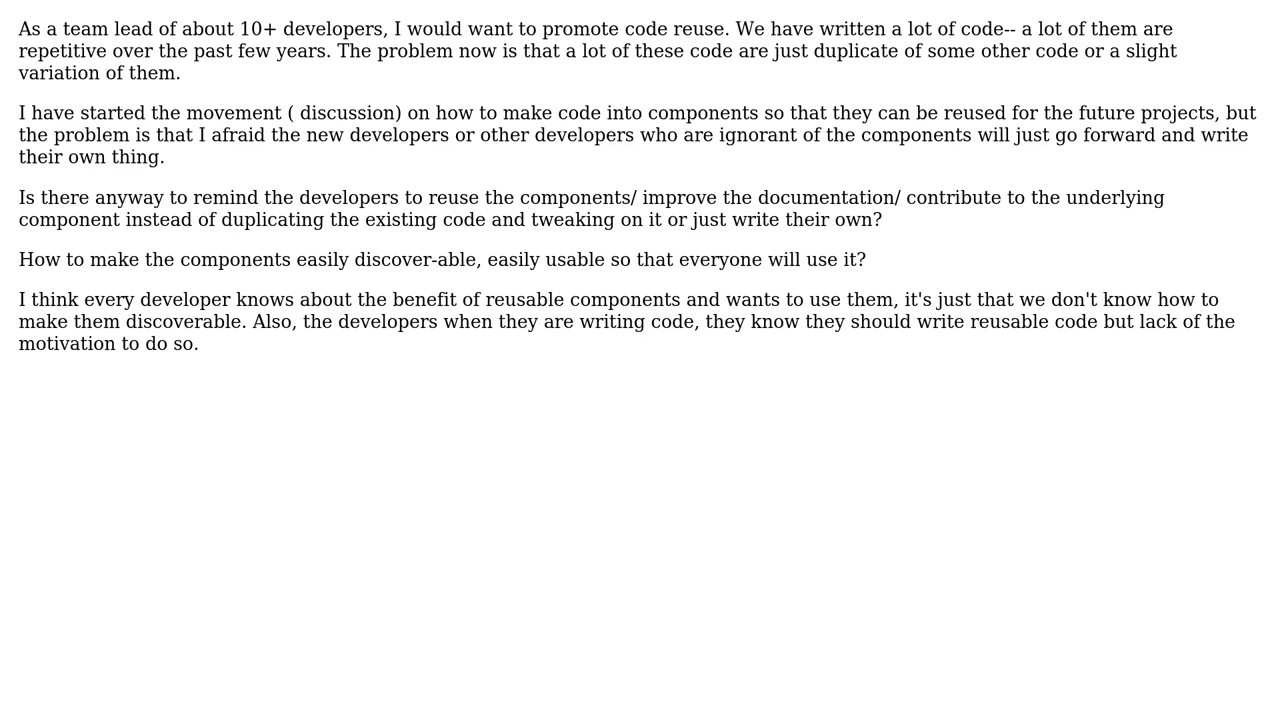 As a team lead of about 10+ developers, I would want to promote code reuse. We have written a lot of code-- a lot of them are
repetitive over the past few years. The problem now is that a lot of these code are just duplicate of some other code or a slight
variation of them.
I have started the movement ( discussion) on how to make code into components so that they can be reused for the future projects, but
the problem is that I afraid the new developers or other developers who are ignorant of the components will just go forward and write
their own thing.
Is there anyway to remind the developers to reuse the components/ improve the documentation/ contribute to the underlying
component instead of duplicating the existing code and tweaking on it or just write their own?
How to make the components easily discover-able, easily usable so that everyone will use it?
I think every developer knows about the benefit of reusable components and wants to use them, it's just that we don't know how to
make them discoverable. Also, the developers when they are writing code, they know they should write reusable code but lack of the
motivation to do so.